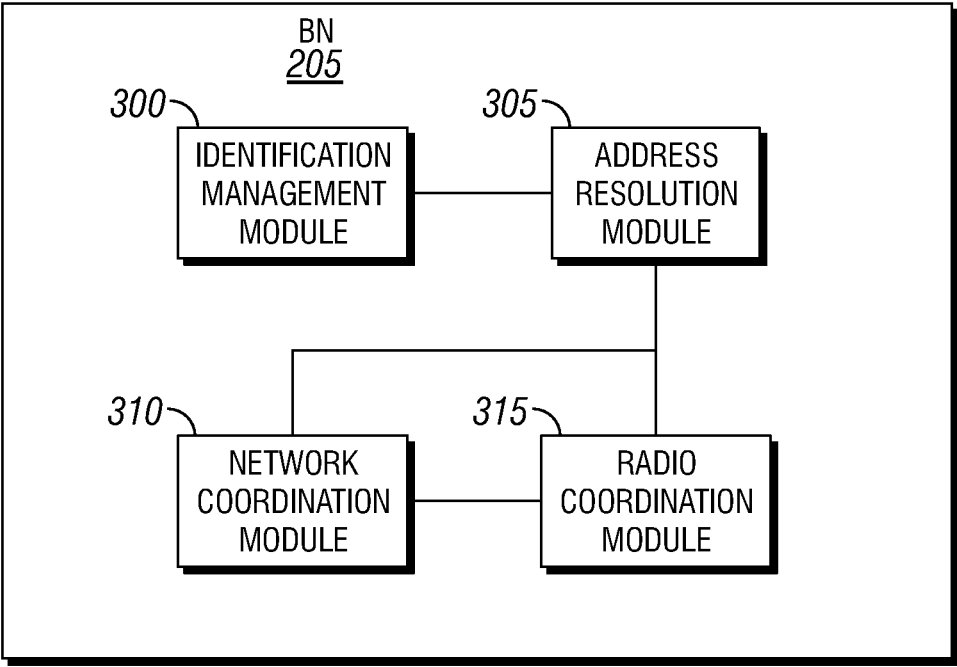 BN
205
300
IDENTIFICATION
MANAGEMENT
MODULE
305
ADDRESS
RESOLUTION
MODULE
310
NETWORK
COORDINATION
MODULE
315
RADIO
COORDINATION
MODULE